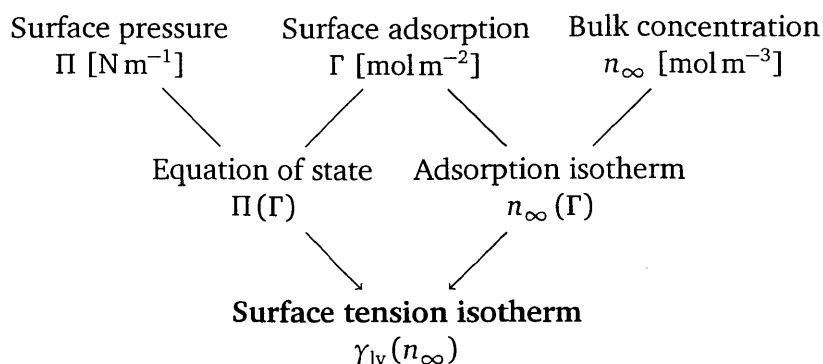 Surface pressure Surface adsorption Bulk concentration
Π [N m⁻¹] Γ [mol m⁻²] n∞ [mol m⁻³]
Equation of state Adsorption isotherm
Π(Γ) n∞(Γ)
Surface tension isotherm
γlv(n∞)